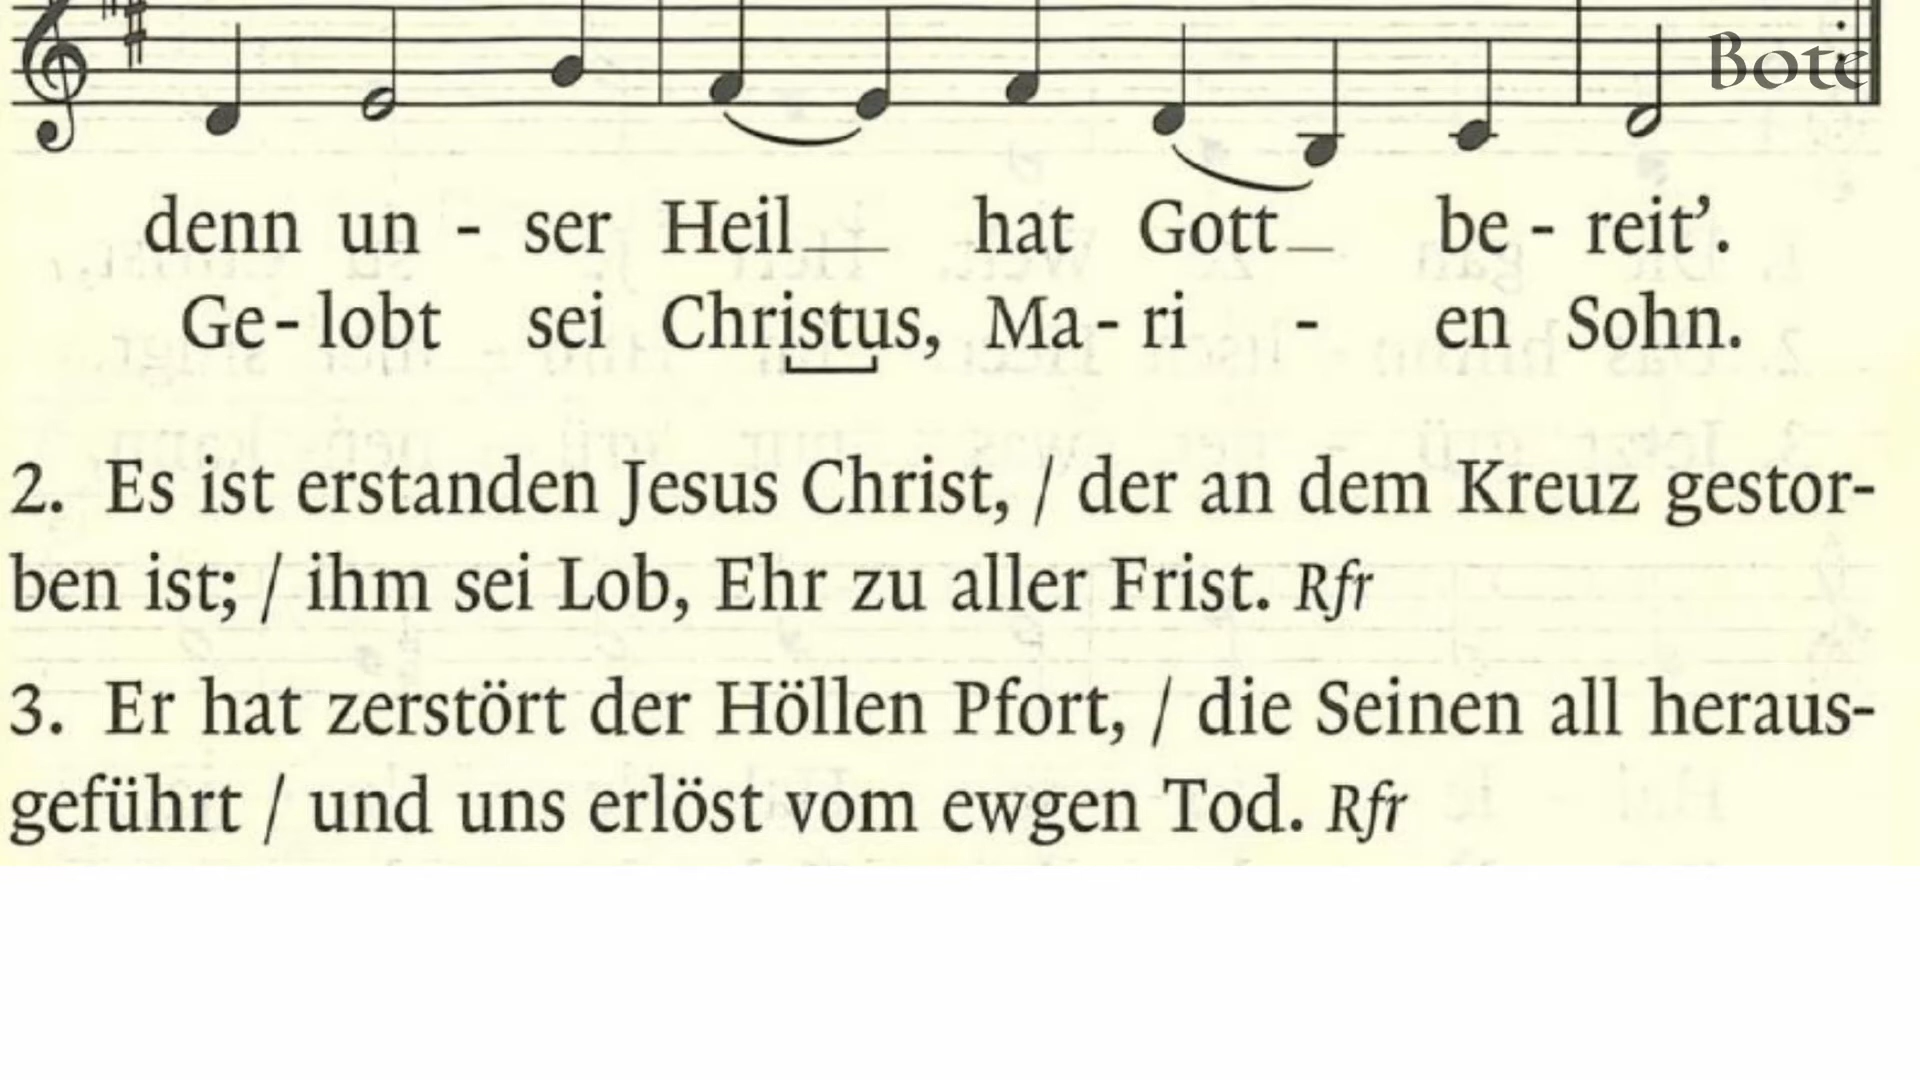 Bote
denn un - ser Heil__ hat Gott_ be - reit’.
Ge - lobt sei Christus, Ma - ri - en Sohn.
2. Es ist erstanden Jesus Christ, / der an dem Kreuz gestor-
ben ist; / ihm sei Lob, Ehr zu aller Frist. Rfr
3. Er hat zerstört der Höllen Pfort, / die Seinen all heraus-
geführt / und uns erlöst vom ewgen Tod. Rfr